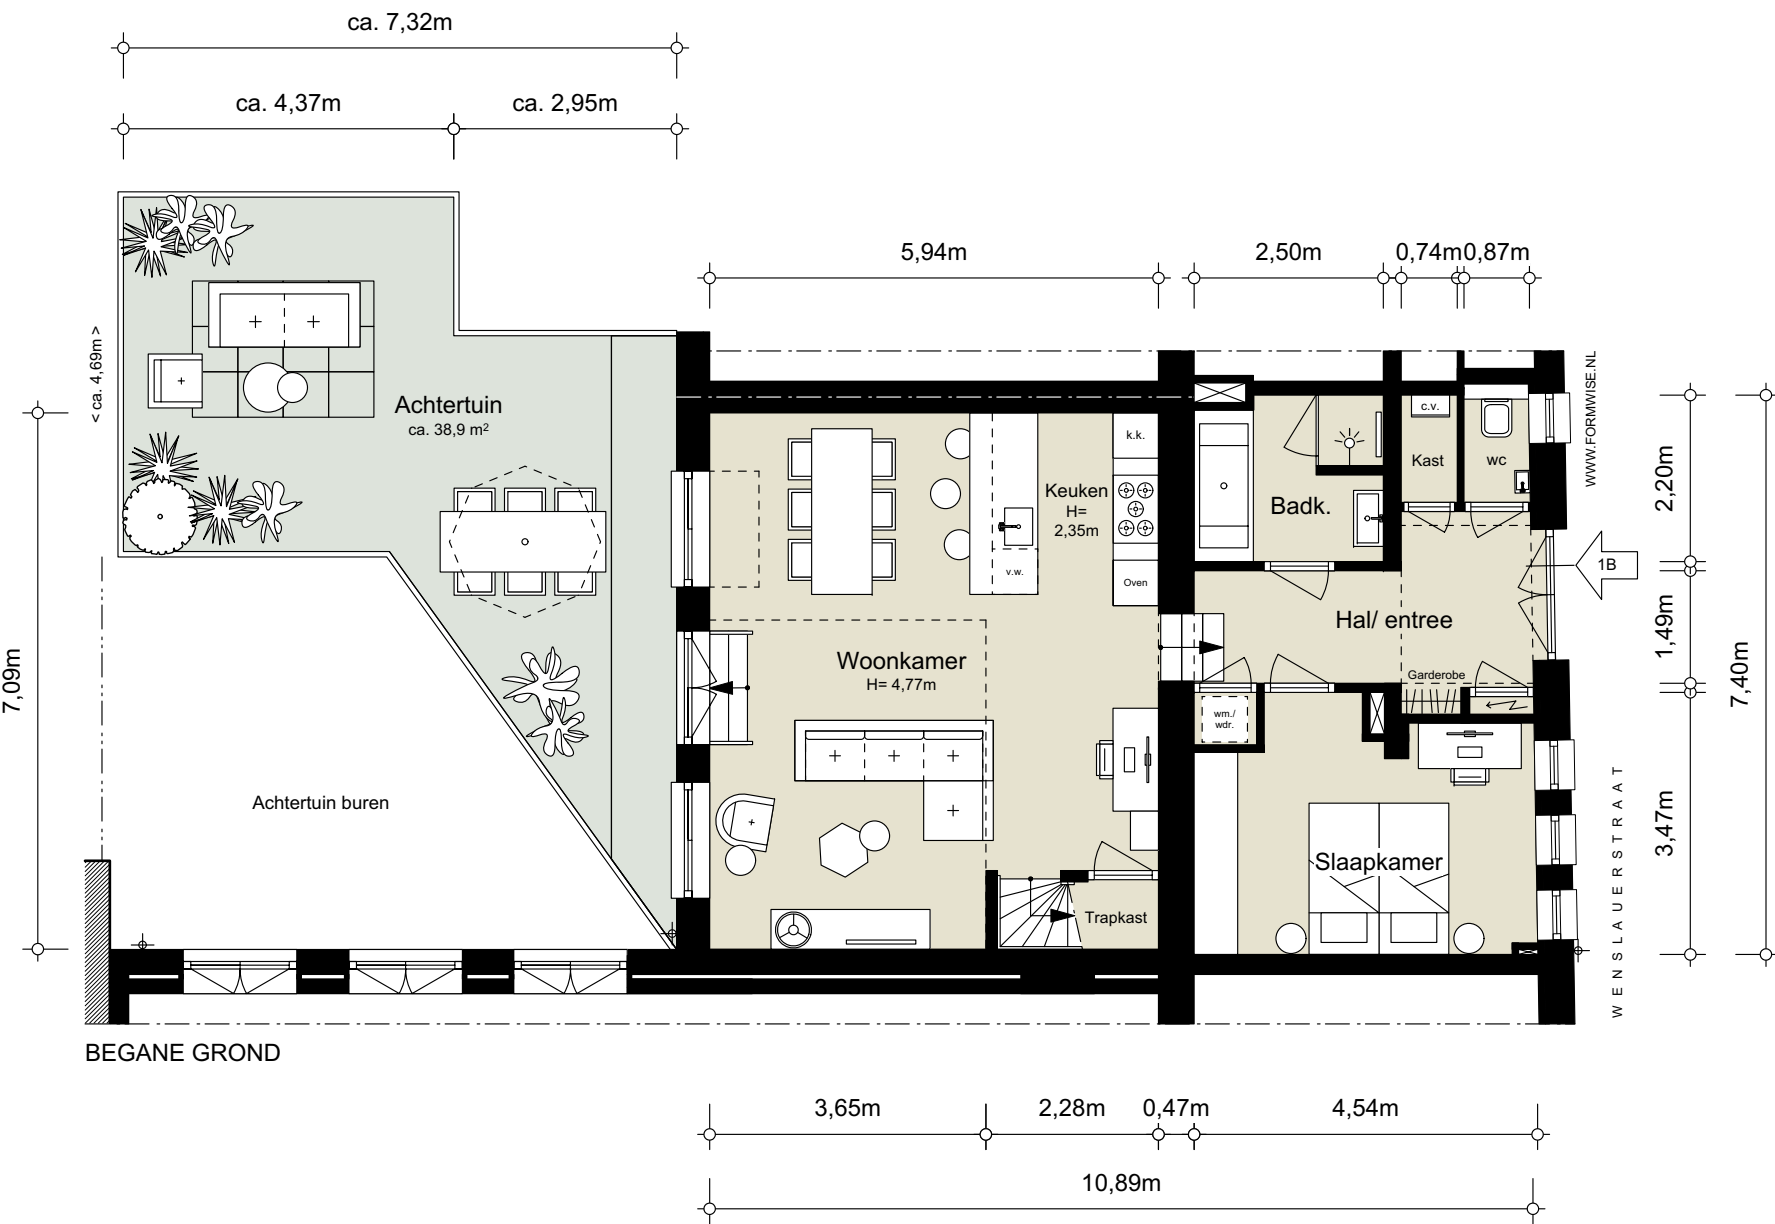 ca. 7,32m
ca. 4,37m
ca. 2,95m
5,94m
2,50m
0,74m
0,87m
< ca. 4,69m >
Achtertuin
ca. 38,9 m²
7,09m
Achtertuin buren
Keuken
H=
2,35m
k.k.
v.w.
Oven
Woonkamer
H= 4,77m
Trapkast
Badk.
c.v.
Kast
wc
Hal/ entree
Garderobe
wm./
wdr.
Slaapkamer
1B
WWW.FORMWISE.NL
WENSLAUERSTRAAT
2,20m
1,49m
3,47m
7,40m
BEGANE GROND
3,65m
2,28m
0,47m
4,54m
10,89m